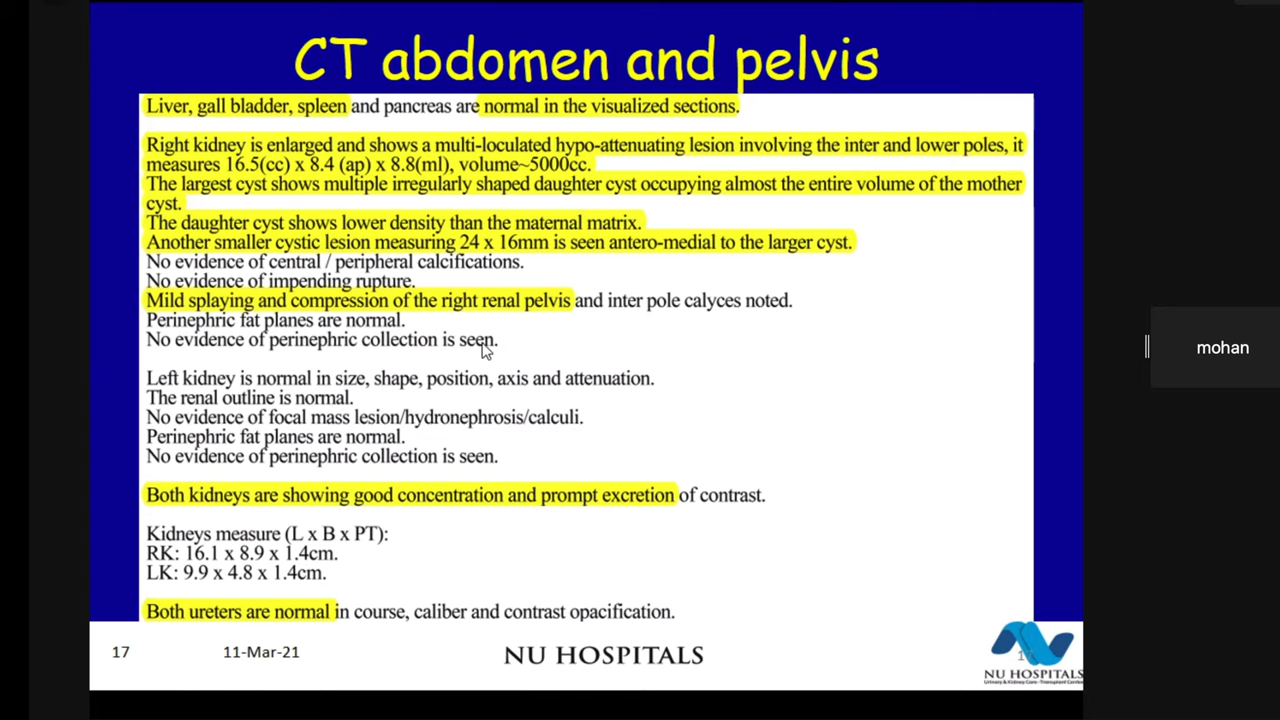 CT abdomen and pelvis
Liver, gall bladder, spleen and pancreas are normal in the visualized sections.
Right kidney is enlarged and shows a multi-loculated hypo-attenuating lesion involving the inter and lower poles, it
measures 16.5(cc) x 8.4 (ap) x 8.8(ml), volume~5000cc.
The largest cyst shows multiple irregularly shaped daughter cyst occupying almost the entire volume of the mother
cyst.
The daughter cyst shows lower density than the maternal matrix.
Another smaller cystic lesion measuring 24 x 16mm is seen antero-medial to the larger cyst.
No evidence of central / peripheral calcifications.
No evidence of impending rupture.
Mild splaying and compression of the right renal pelvis and inter pole calyces noted.
Perinephric fat planes are normal.
No evidence of perinephric collection is seen.
Left kidney is normal in size, shape, position, axis and attenuation.
The renal outline is normal.
No evidence of focal mass lesion/hydronephrosis/calculi.
Perinephric fat planes are normal.
No evidence of perinephric collection is seen.
Both kidneys are showing good concentration and prompt excretion of contrast.
Kidneys measure (L x B x PT):
RK: 16.1 x 8.9 x 1.4cm.
LK: 9.9 x 4.8 x 1.4cm.
Both ureters are normal in course, caliber and contrast opacification.
17 11-Mar-21 NU HOSPITALS
NU HOSPITALS
mohan